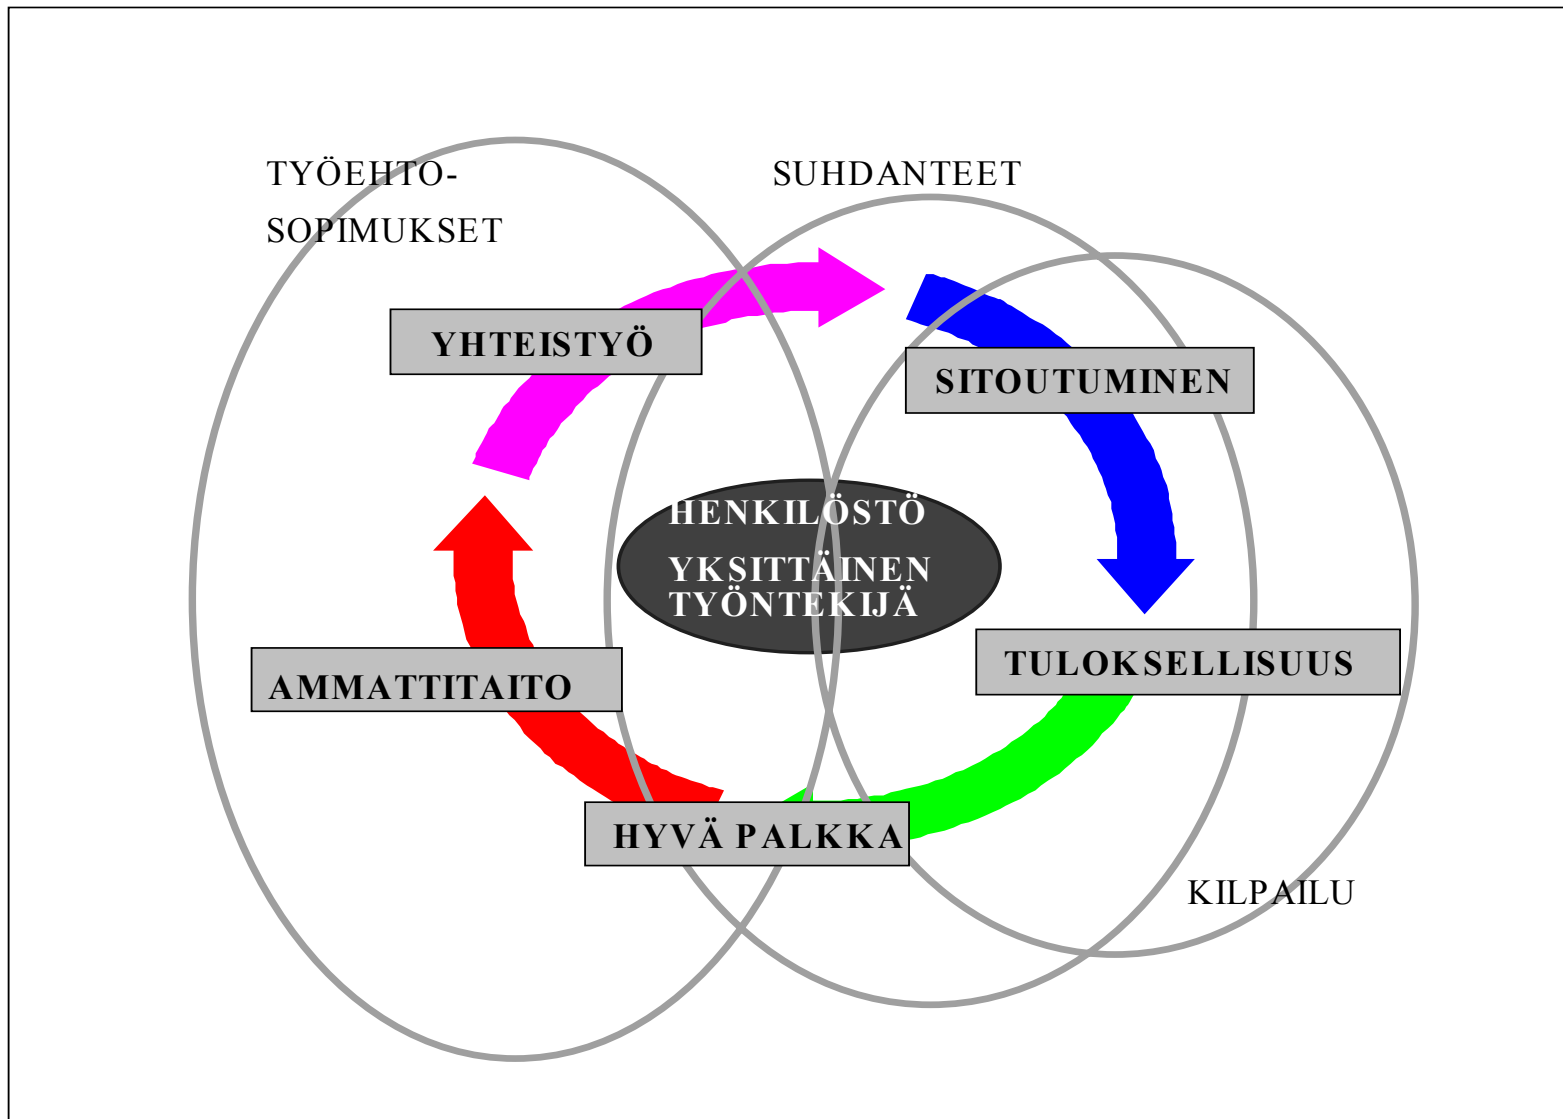 TYÖEHTO-
SOPIMUKSET
SUHDANTEET
YHTEISTYÖ
SITOUTUMINEN
HENKILÖSTÖ
YKSITTÄINEN
TYÖNTEKIJÄ
AMMATTITAITO
TULOKSELLISUUS
HYVÄ PALKKA
KILPAILU